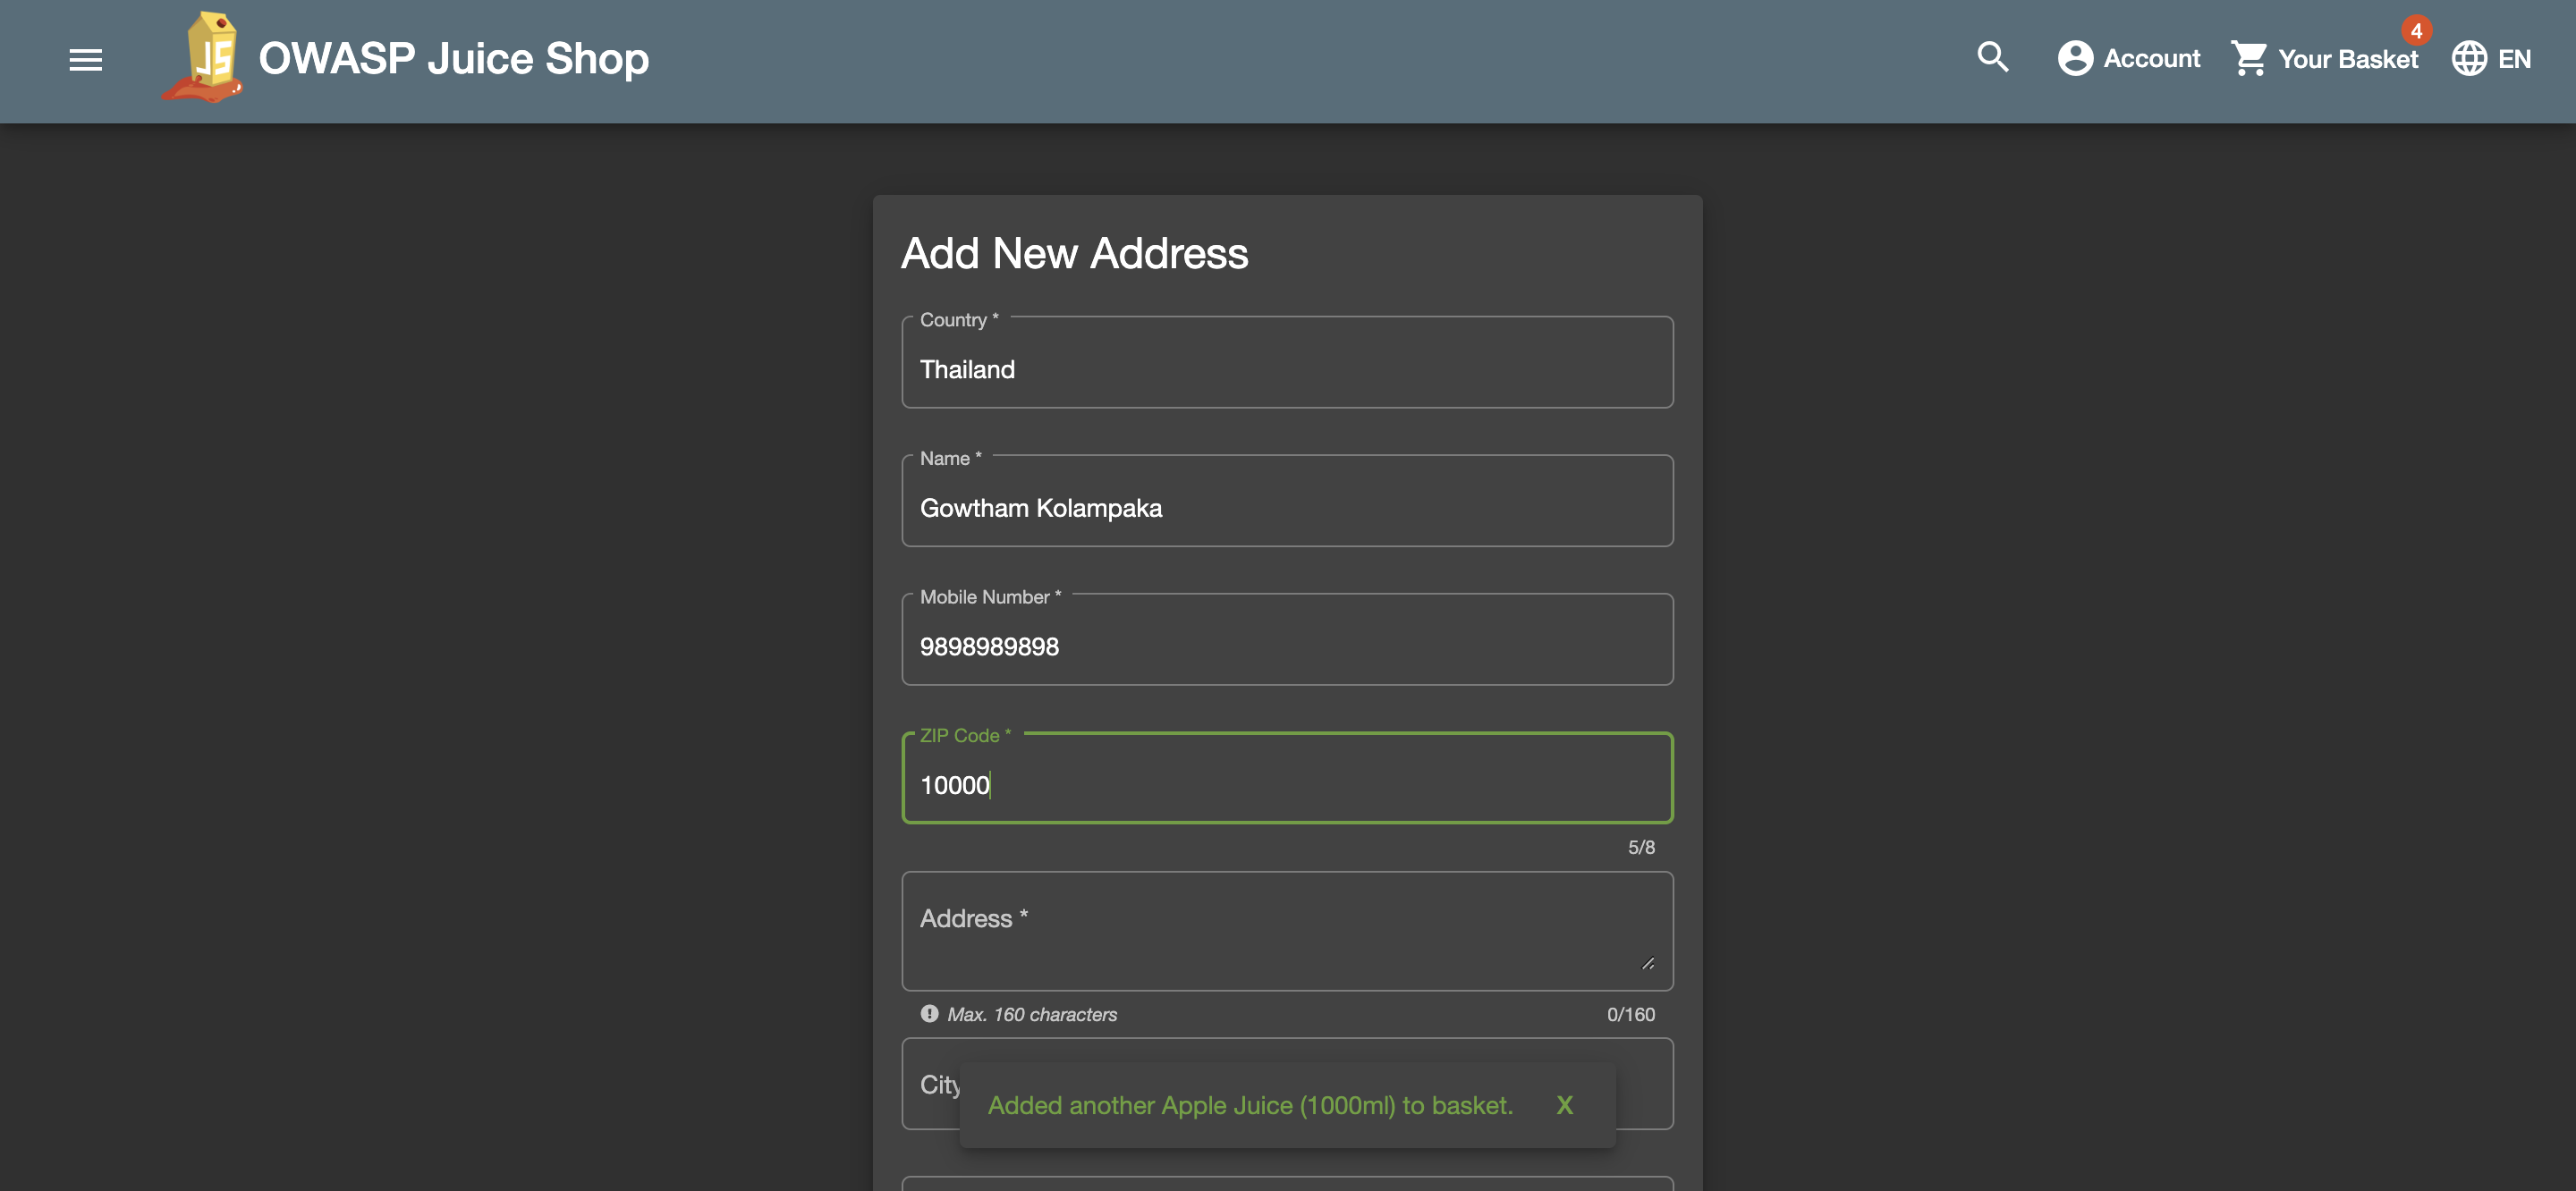 JS
OWASP Juice Shop
Account
Your Basket
4
EN
Add New Address
Country *
Thailand
Name *
Gowtham Kolampaka
Mobile Number *
9898989898
ZIP Code *
10000
5/8
Address *
Max. 160 characters
0/160
City
Added another Apple Juice (1000ml) to basket.
X